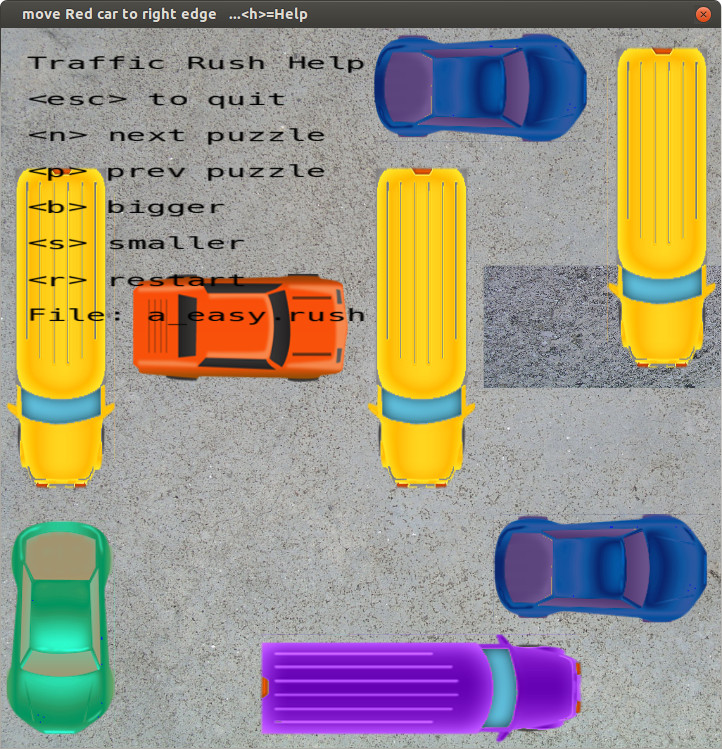 move Red car to right edge ...<h>=Help
Traffic Rush Help
<esc> to quit
<n> next puzzle
<p> prev puzzle
<b> bigger
<s> smaller
<r> restart
File: a_easy.rush